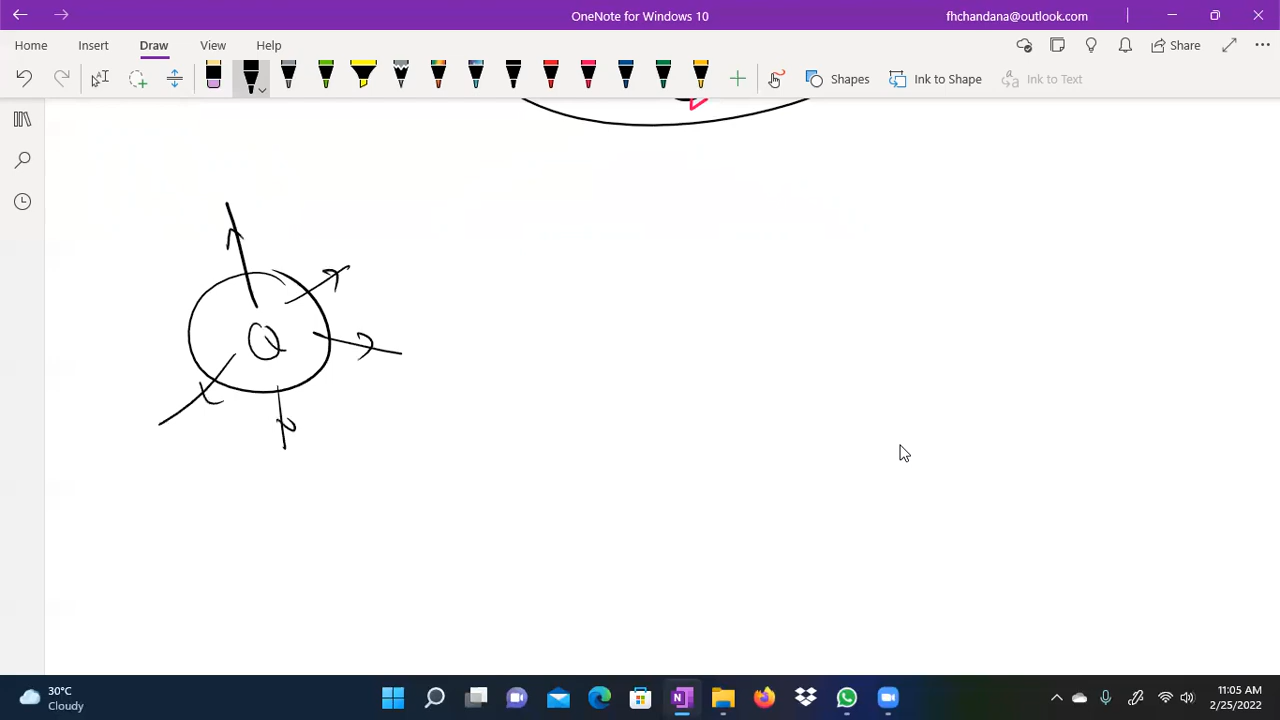 OneNote for Windows 10
fhchandana@outlook.com
Home Insert Draw View Help
Share
Shapes
Ink to Shape
Ink to Text
Q
30°C
Cloudy
11:05 AM
2/25/2022